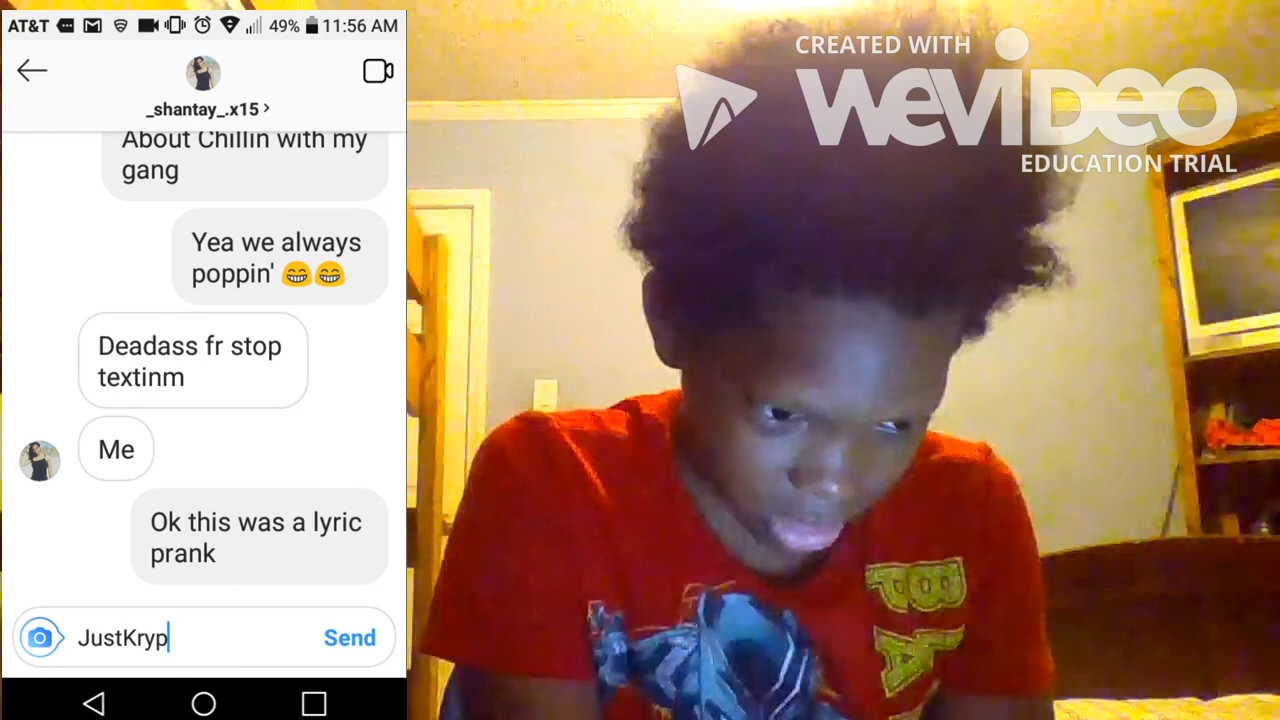 AT&T 49% 11:56 AM
_shantay_.x15
About Chillin with my
gang
Yea we always
poppin' 😁😁
Deadass fr stop
textinm
Me
Ok this was a lyric
prank
JustKryp
Send
CREATED WITH
WEVIDEO
EDUCATION TRIAL